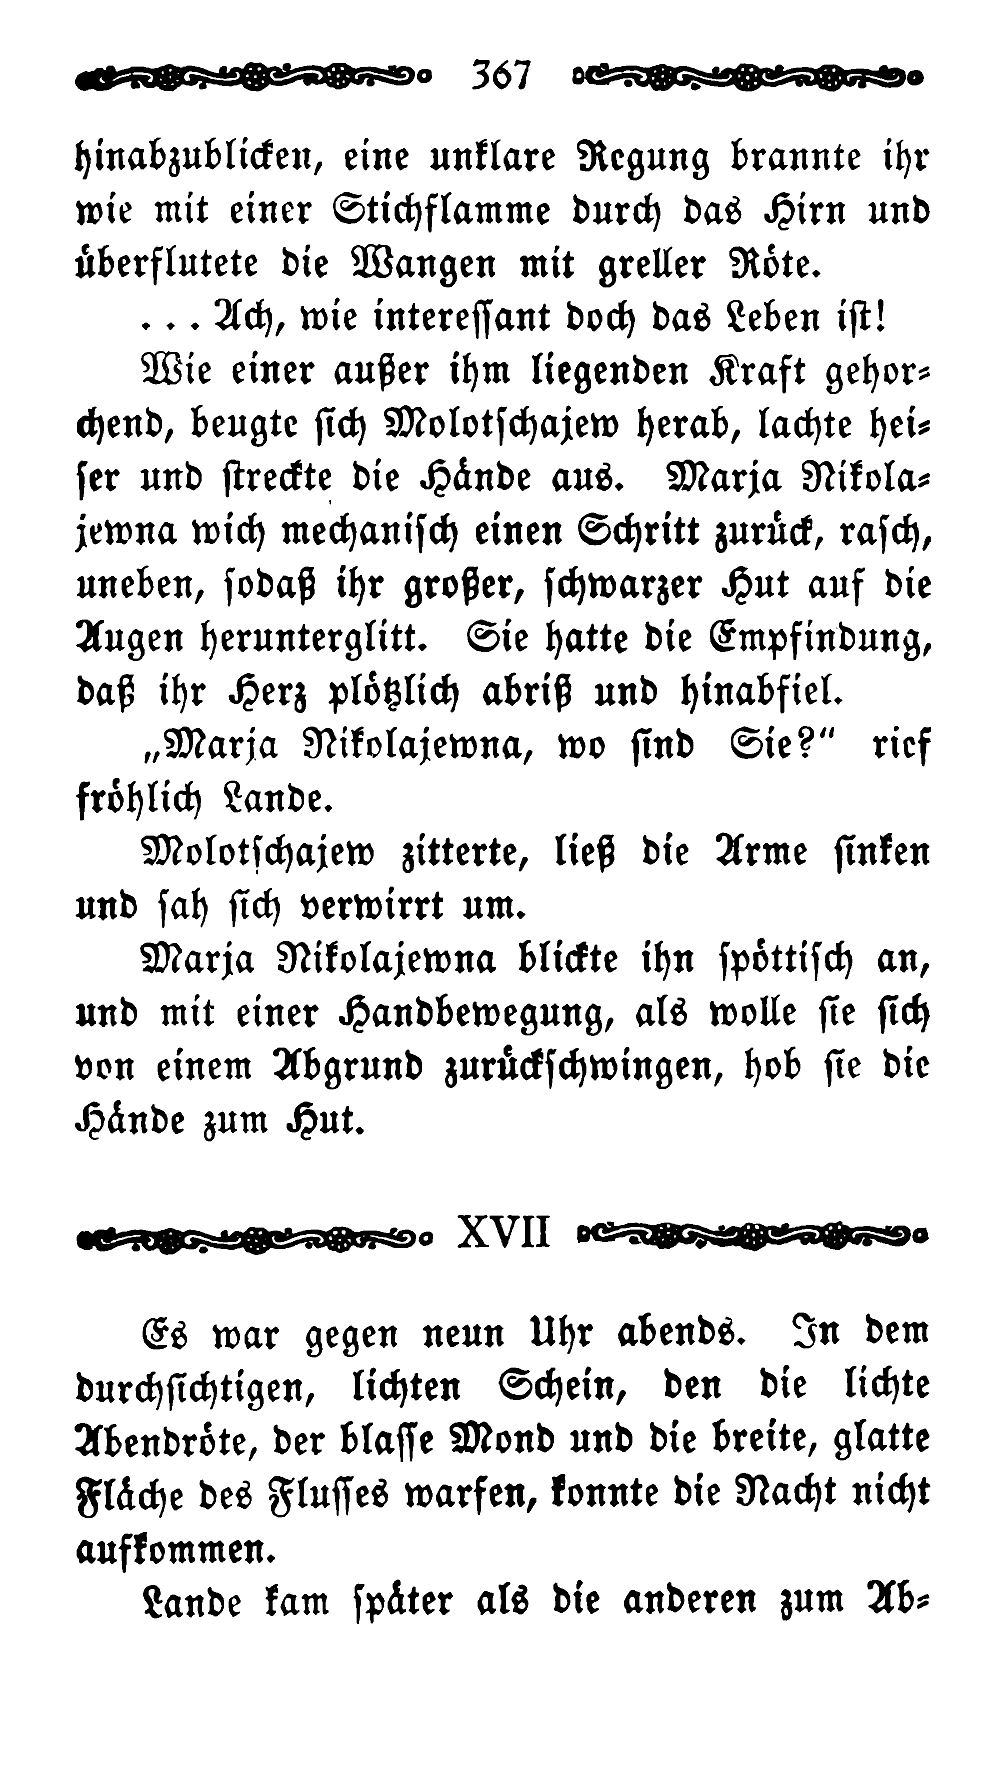 367
hinabzublicken, eine unklare Regung brannte ihr
wie mit einer Stichflamme durch das Hirn und
überflutete die Wangen mit greller Röte.
. . . Ach, wie interessant doch das Leben ist!
Wie einer außer ihm liegenden Kraft gehor-
chend, beugte sich Molotschajew herab, lachte hei-
ser und streckte die Hände aus. Marja Nikola-
jewna wich mechanisch einen Schritt zurück, rasch,
uneben, sodaß ihr großer, schwarzer Hut auf die
Augen herunterglitt. Sie hatte die Empfindung,
daß ihr Herz plötzlich abriß und hinabfiel.
„Marja Nikolajewna, wo sind Sie?“ rief
fröhlich Lande.
Molotschajew zitterte, ließ die Arme sinken
und sah sich verwirrt um.
Marja Nikolajewna blickte ihn spöttisch an,
und mit einer Handbewegung, als wolle sie sich
von einem Abgrund zurückschwingen, hob sie die
Hände zum Hut.
XVII
Es war gegen neun Uhr abends. In dem
durchsichtigen, lichten Schein, den die lichte
Abendröte, der blasse Mond und die breite, glatte
Fläche des Flusses warfen, konnte die Nacht nicht
aufkommen.
Lande kam später als die anderen zum Ab-